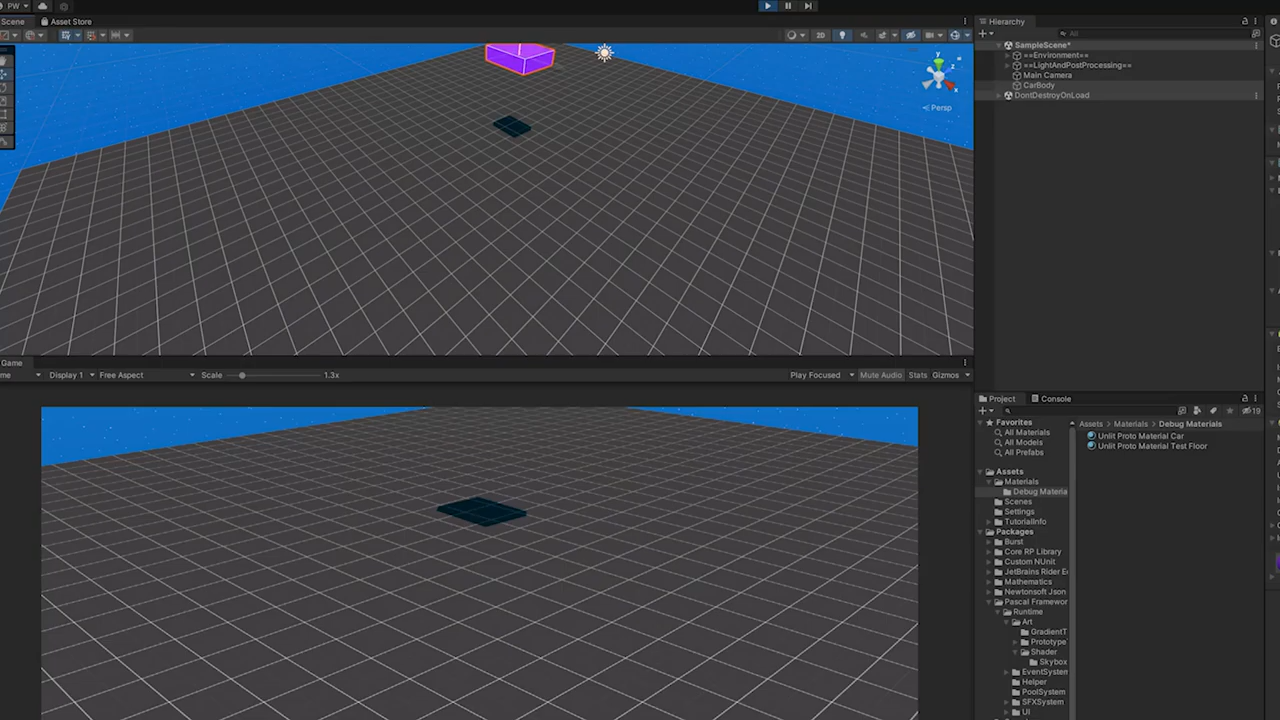 PW
Scene
Asset Store
2D
y
z
x
Persp
Game
Display 1
Free Aspect
Scale
1.3x
Play Focused
Mute Audio
Stats
Gizmos
Hierarchy
All
SampleScene*
==Environment==
==LightAndPostProcessing==
Main Camera
CarBody
DontDestroyOnLoad
Project
Console
19
Favorites
All Materials
All Models
All Prefabs
Assets
Materials
Debug Materia
Scenes
Settings
TutorialInfo
Packages
Burst
Core RP Library
Custom NUnit
JetBrains Rider Ed
Mathematics
Newtonsoft Json
Pascal Framewor
Runtime
Art
GradientT
Prototype
Shader
Skybox
EventSystem
Helper
PoolSystem
SFXSystem
UI
Assets > Materials > Debug Materials
Unlit Proto Material Car
Unlit Proto Material Test Floor